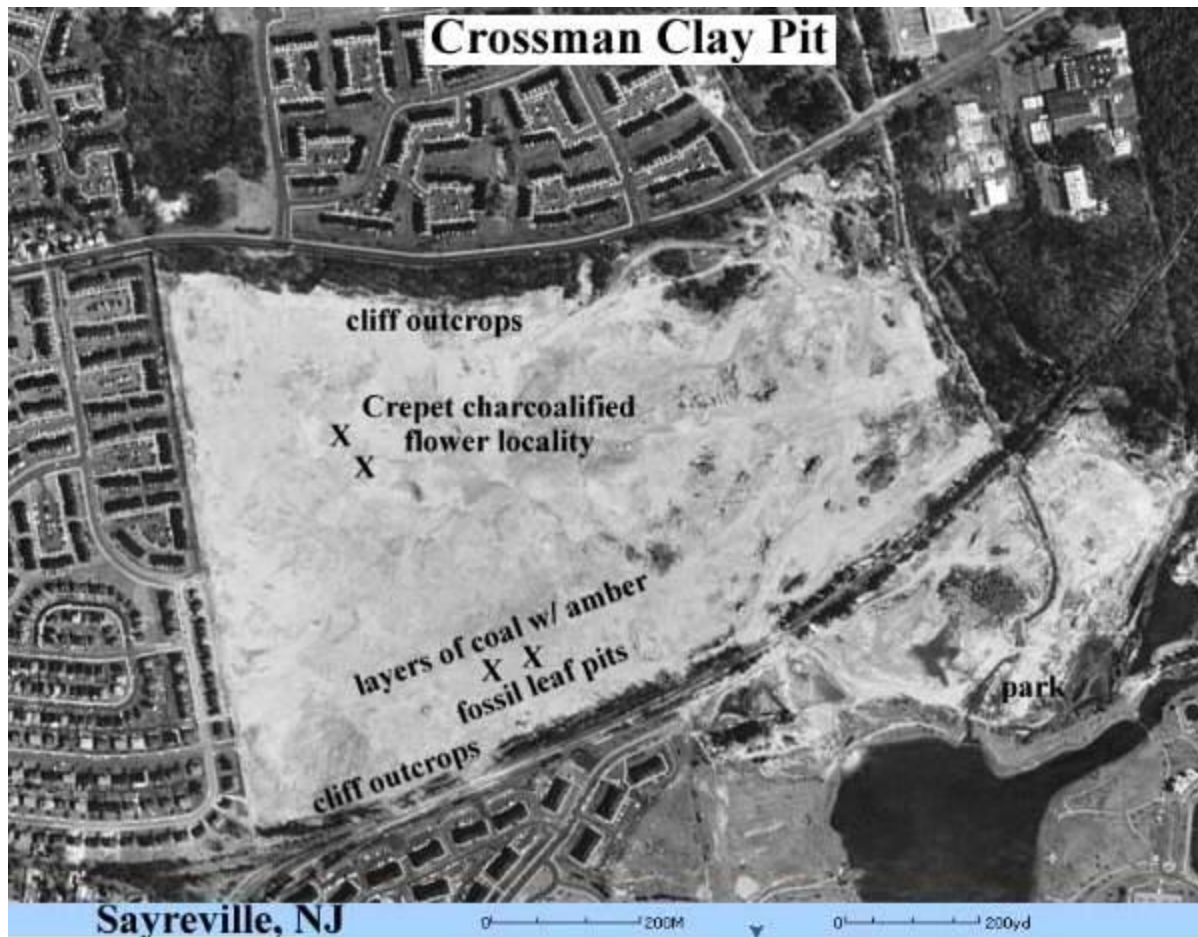 Crossman Clay Pit
cliff outcrops
Crepet charcoalified
X flower locality
X
layers of coal w/ amber
X X
fossil leaf pits
cliff outcrops
park
Sayreville, NJ 0 200M 0 200yd